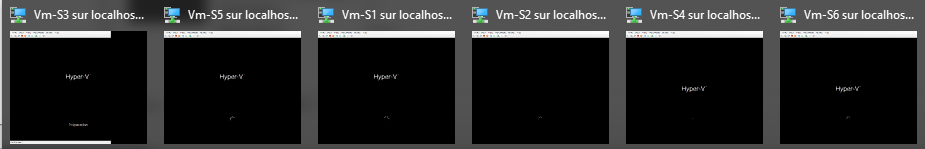 Vm-S3 sur localhos...
Vm-S5 sur localhos...
Vm-S1 sur localhos...
Vm-S2 sur localhos...
Vm-S4 sur localhos...
Vm-S6 sur localhos...
Hyper-V
Hyper-V
Hyper-V
Hyper-V
Hyper-V